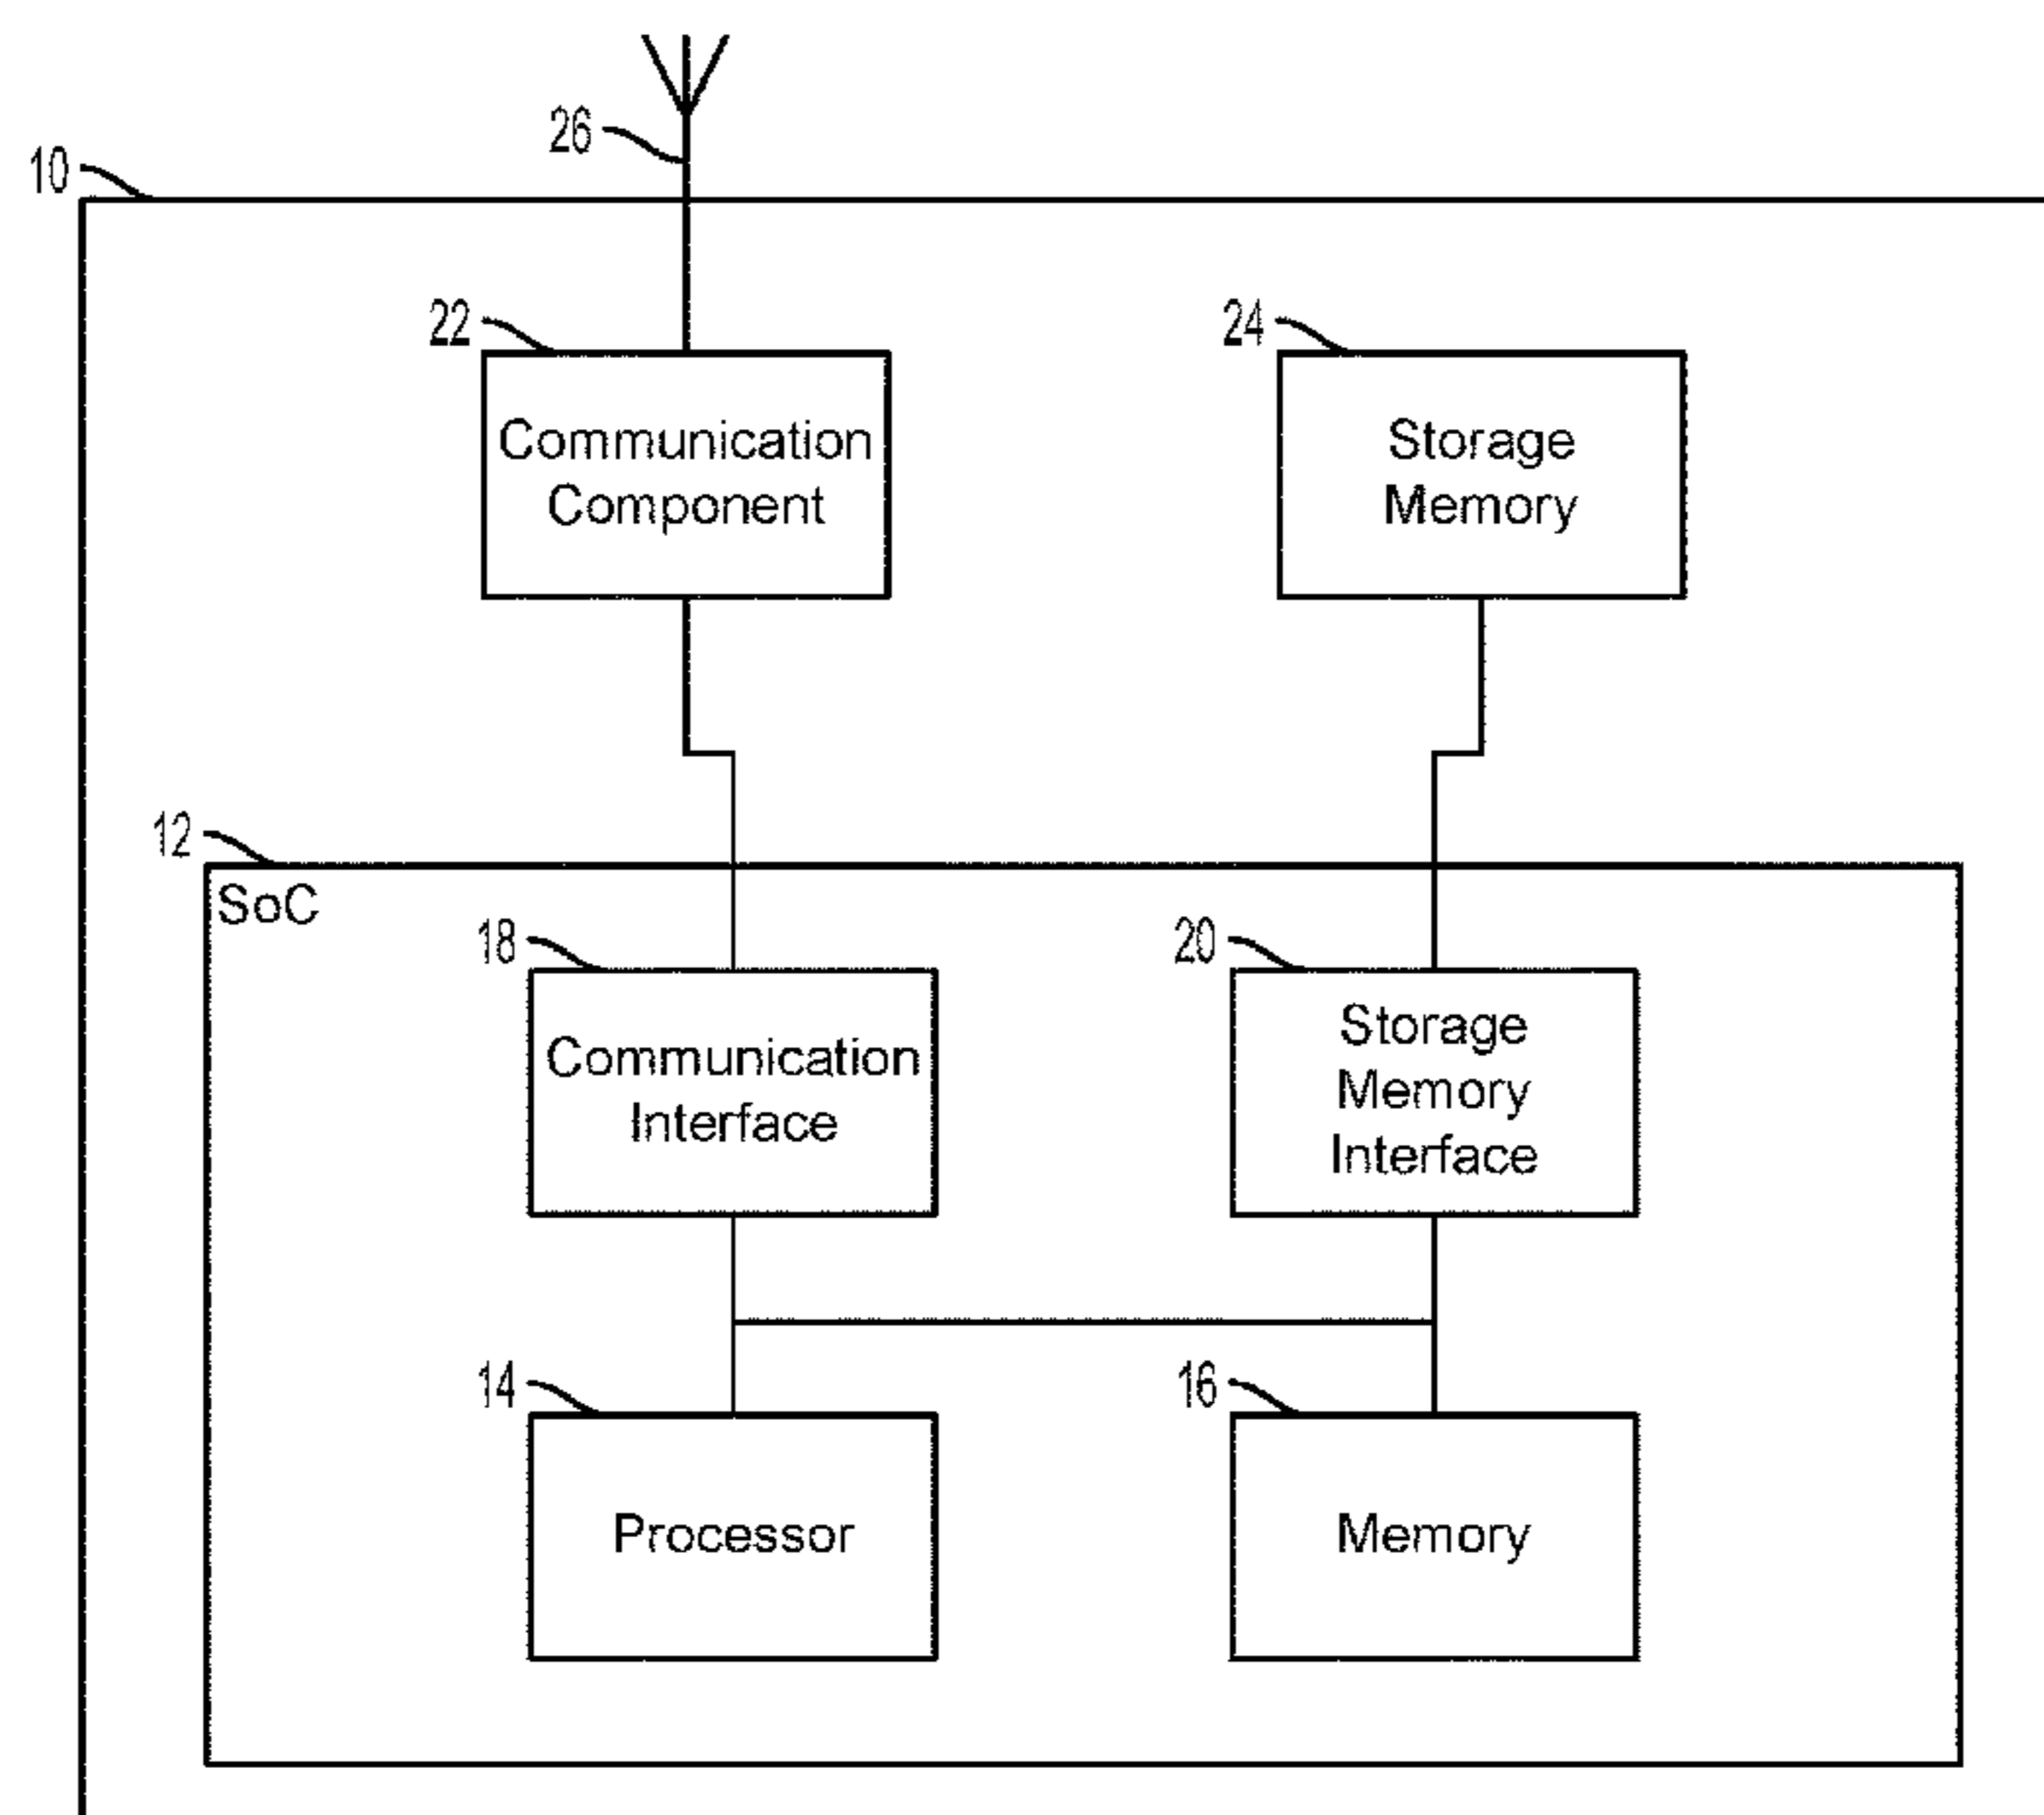 26
10
22
24
Communication
Component
Storage
Memory
12
SoC
18
20
Communication
Interface
Storage
Memory
Interface
14
16
Processor
Memory